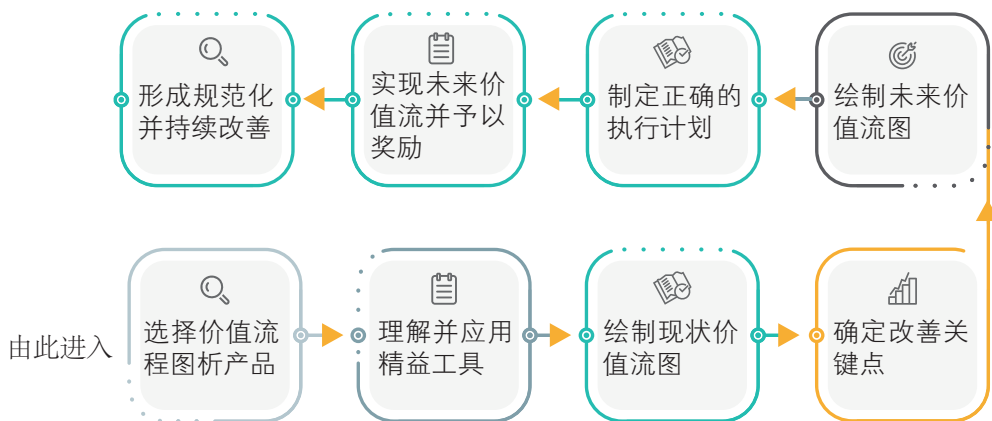 形成规范化
并持续改善
实现未来价
值流并予以
奖励
制定正确的
执行计划
绘制未来价
值流图
由此进入
选择价值流
程图析产品
理解并应用
精益工具
绘制现状价
值流图
确定改善关
键点